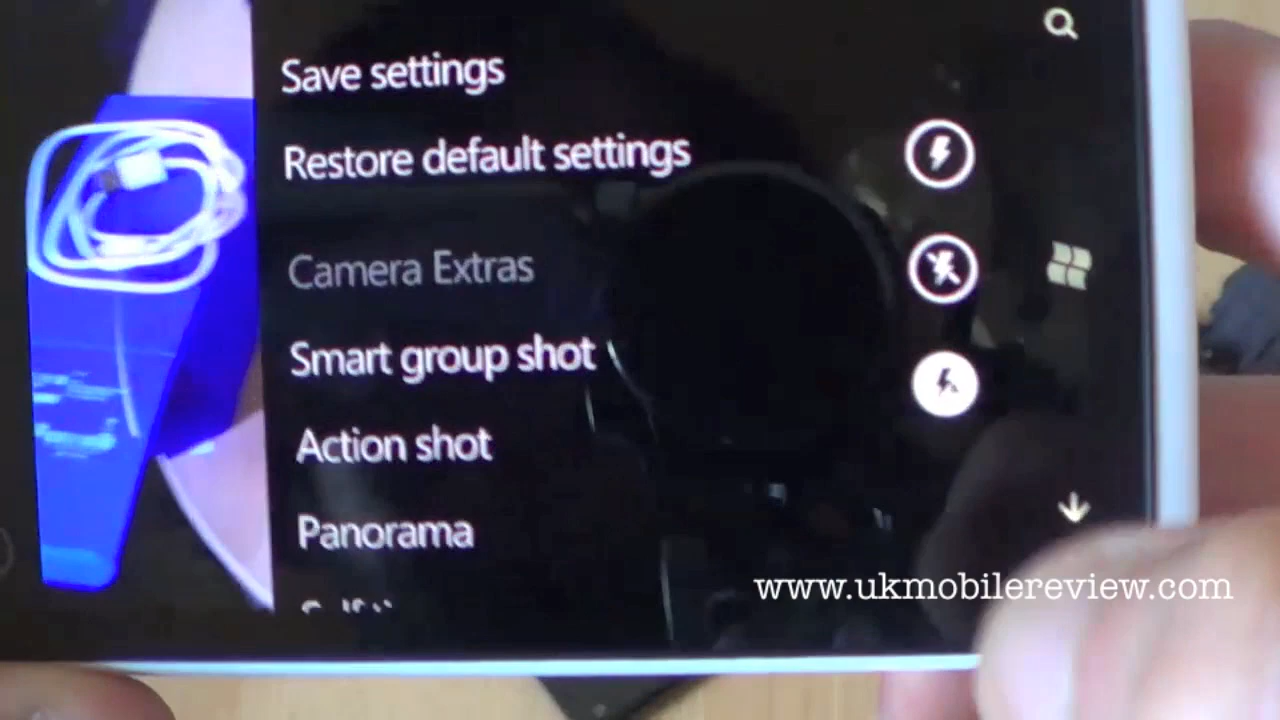 Save settings
Restore default settings
Camera Extras
Smart group shot
Action shot
Panorama
www.ukmobilereview.com